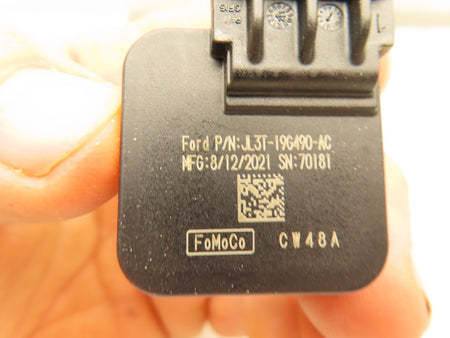 Ford P/N:JL3T-19G490-AC
MFG:8/12/2021 SN:70181
FoMoCo CW48A